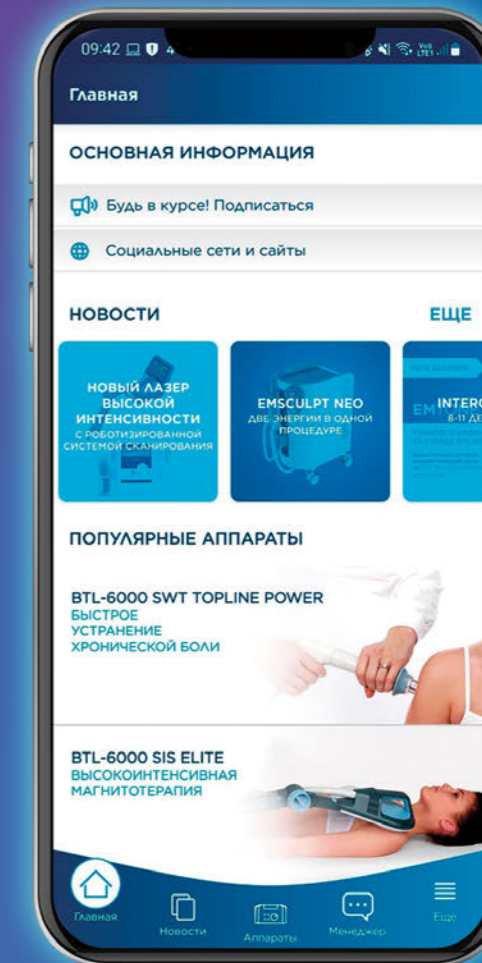 09:42
Главная
ОСНОВНАЯ ИНФОРМАЦИЯ
Будь в курсе! Подписаться
Социальные сети и сайты
НОВОСТИ
ЕЩЕ
НОВЫЙ ЛАЗЕР
ВЫСОКОЙ
ИНТЕНСИВНОСТИ
С РОБОТИЗИРОВАННОЙ
СИСТЕМОЙ СКАНИРОВАНИЯ
EMSCULPT NEO
ДВЕ ЭНЕРГИИ В ОДНОЙ
ПРОЦЕДУРЕ
8-11
ПОПУЛЯРНЫЕ АППАРАТЫ
BTL-6000 SWT TOPLINE POWER
БЫСТРОЕ
УСТРАНЕНИЕ
ХРОНИЧЕСКОЙ БОЛИ
BTL-6000 SIS ELITE
ВЫСОКОИНТЕНСИВНАЯ
МАГНИТОТЕРАПИЯ
Главная
Новости
Аппараты
Менеджер
Еще